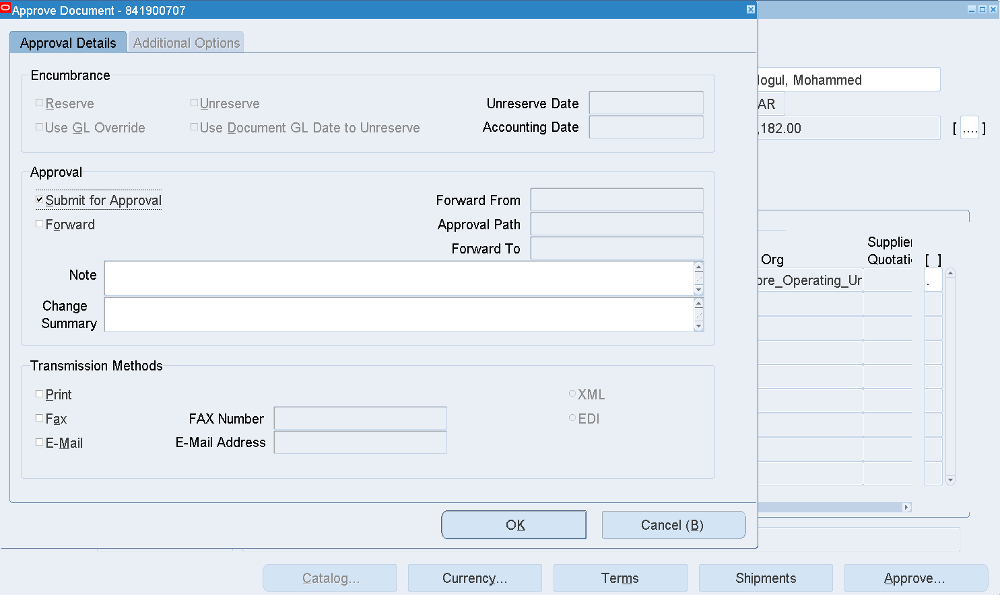 Approve Document - 841900707
Approval Details
Additional Options
Encumbrance
Reserve
Unreserve
Unreserve Date
Use GL Override
Use Document GL Date to Unreserve
Accounting Date
Approval
Submit for Approval
Forward From
Forward
Approval Path
Forward To
Note
Change
Summary
Transmission Methods
Print
XML
Fax
FAX Number
EDI
E-Mail
E-Mail Address
OK
Cancel (B)
logul, Mohammed
AR
,182.00
[ .... ]
Supplier
Org
Quotati
[ ]
ore_Operating_Ur
.
Catalog...
Currency...
Terms
Shipments
Approve...